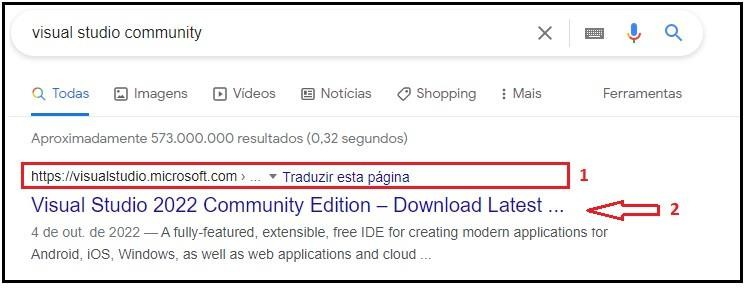 visual studio community
Todas Imagens Vídeos Notícias Shopping Mais Ferramentas
Aproximadamente 573.000.000 resultados (0,32 segundos)
https://visualstudio.microsoft.com › ... Traduzir esta página 1
Visual Studio 2022 Community Edition – Download Latest ... 2
4 de out. de 2022 — A fully-featured, extensible, free IDE for creating modern applications for
Android, iOS, Windows, as well as web applications and cloud ...